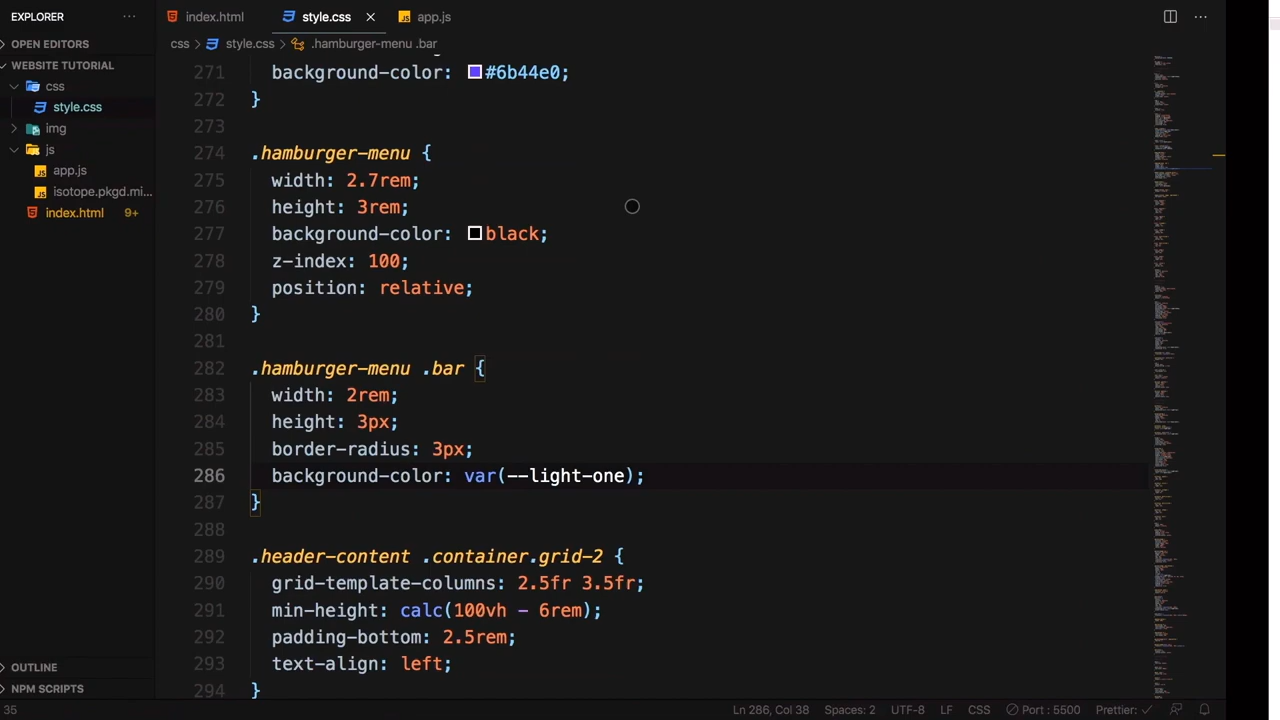 EXPLORER
OPEN EDITORS
WEBSITE TUTORIAL
css
style.css
img
js
app.js
isotope.pkgd.mi...
index.html 9+
OUTLINE
NPM SCRIPTS
index.html style.css app.js
css > style.css > .hamburger-menu .bar
271 background-color: #6b44e0;
272 }
273
274 .hamburger-menu {
275 width: 2.7rem;
276 height: 3rem;
277 background-color: black;
278 z-index: 100;
279 position: relative;
280 }
281
282 .hamburger-menu .bar {
283 width: 2rem;
284 height: 3px;
285 border-radius: 3px;
286 background-color: var(--light-one);
287 }
288
289 .header-content .container.grid-2 {
290 grid-template-columns: 2.5fr 3.5fr;
291 min-height: calc(100vh - 6rem);
292 padding-bottom: 2.5rem;
293 text-align: left;
294 }
35 Ln 286, Col 38 Spaces: 2 UTF-8 LF CSS Port : 5500 Prettier: ✓